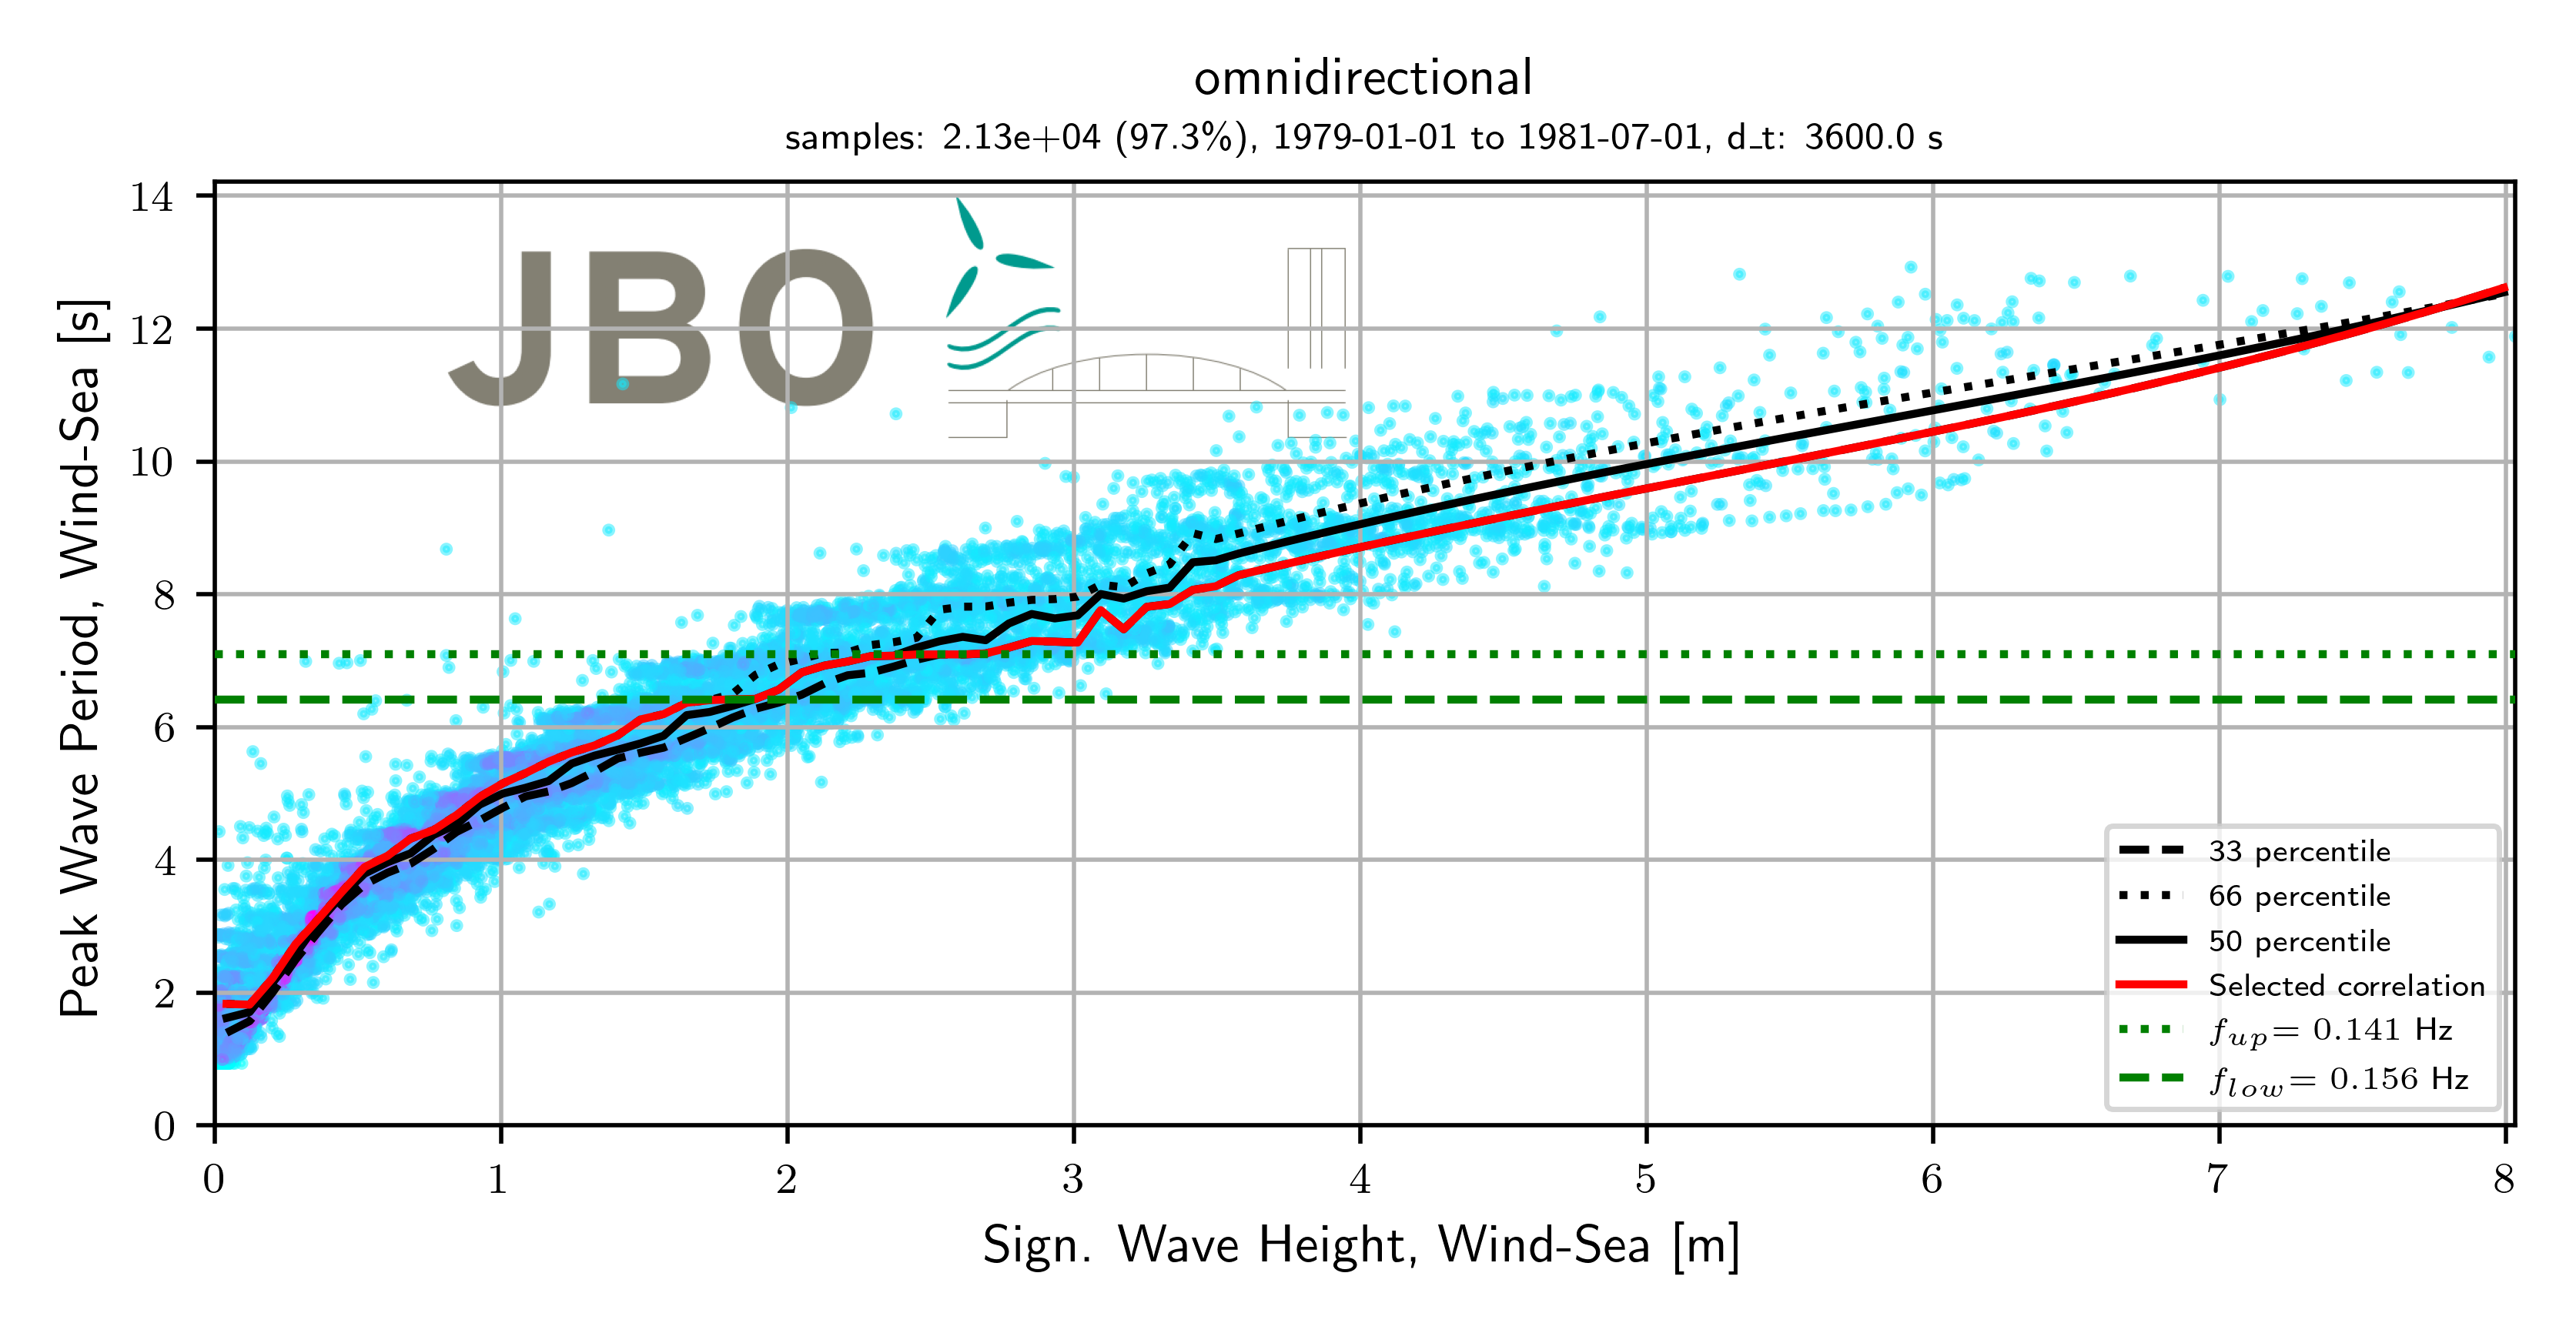 omnidirectional
samples: 2.13e+04 (97.3%), 1979-01-01 to 1981-07-01, d_t: 3600.0 s
JBO
Peak Wave Period, Wind-Sea [s]
14
12
10
8
6
4
2
0
0 1 2 3 4 5 6 7 8
Sign. Wave Height, Wind-Sea [m]
33 percentile
66 percentile
50 percentile
Selected correlation
f_up = 0.141 Hz
f_low = 0.156 Hz